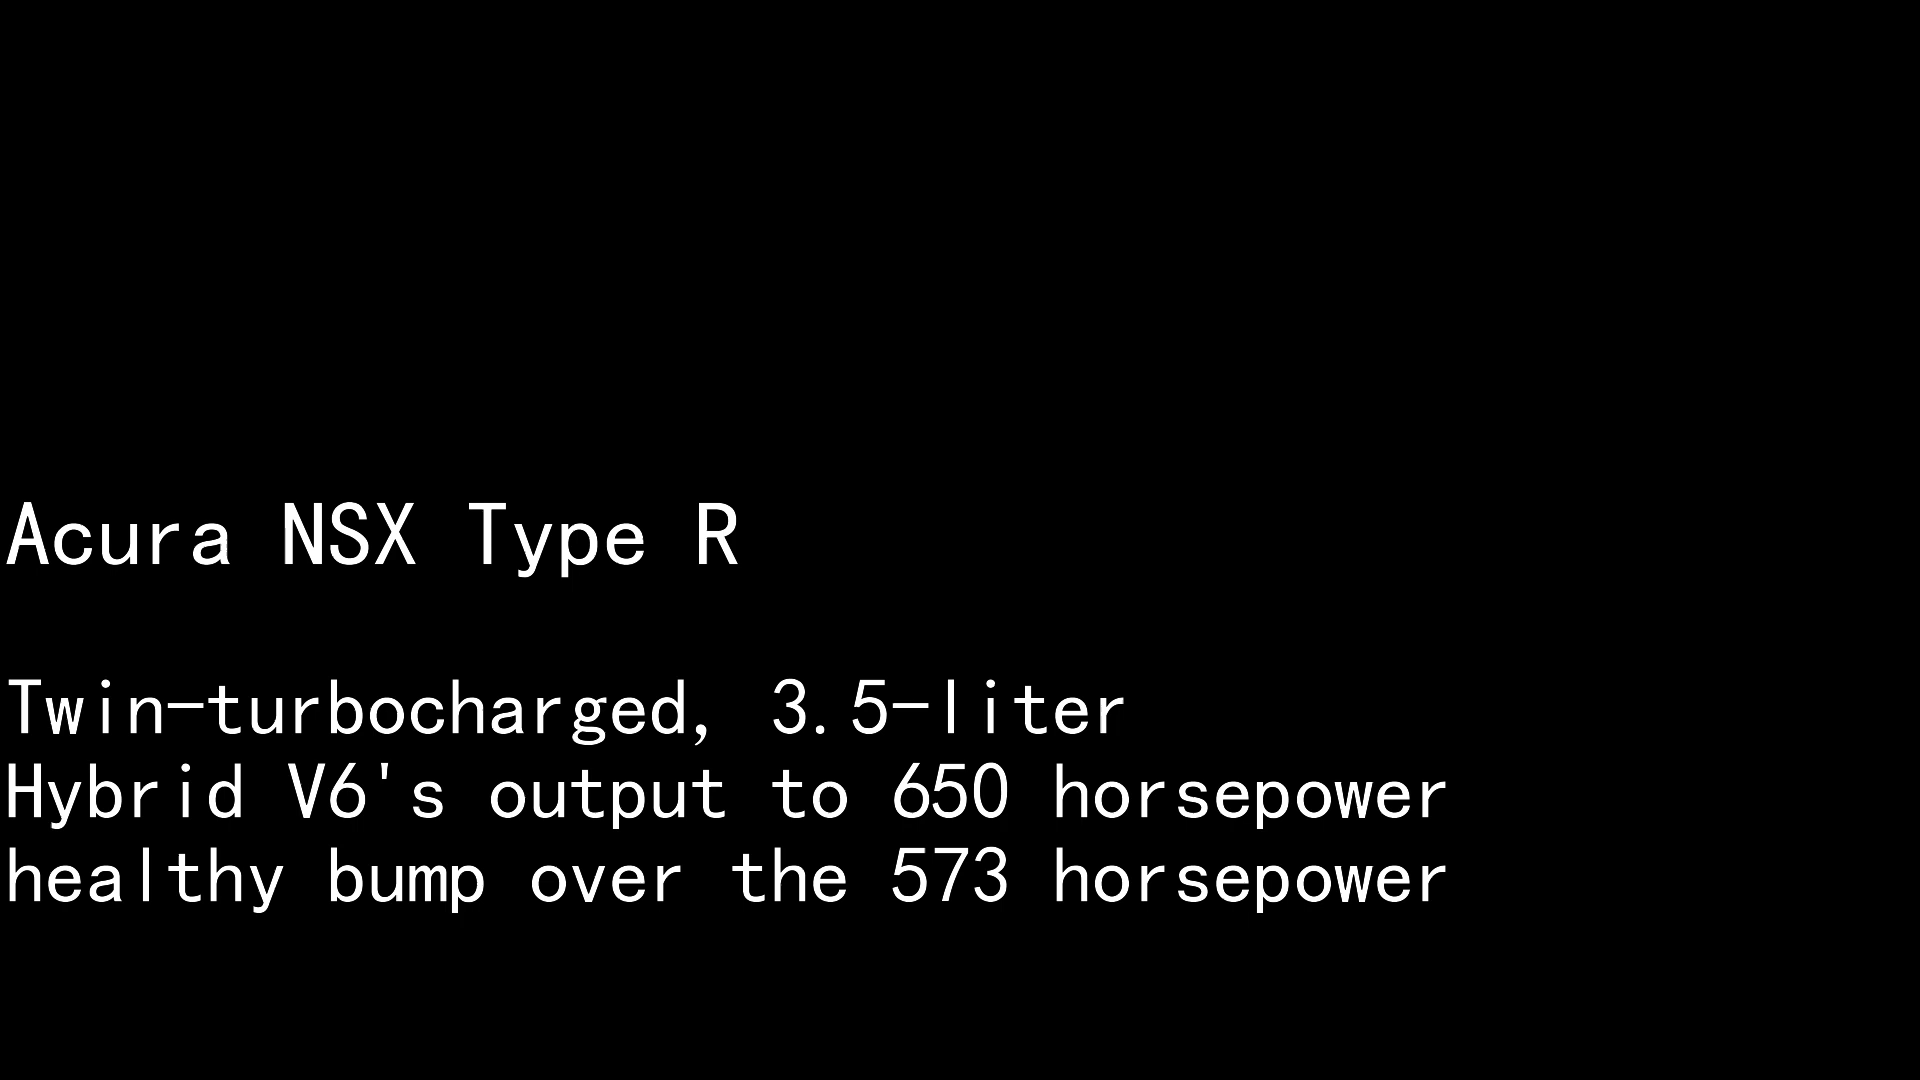 Acura NSX Type R
Twin-turbocharged, 3.5-liter
Hybrid V6's output to 650 horsepower
healthy bump over the 573 horsepower